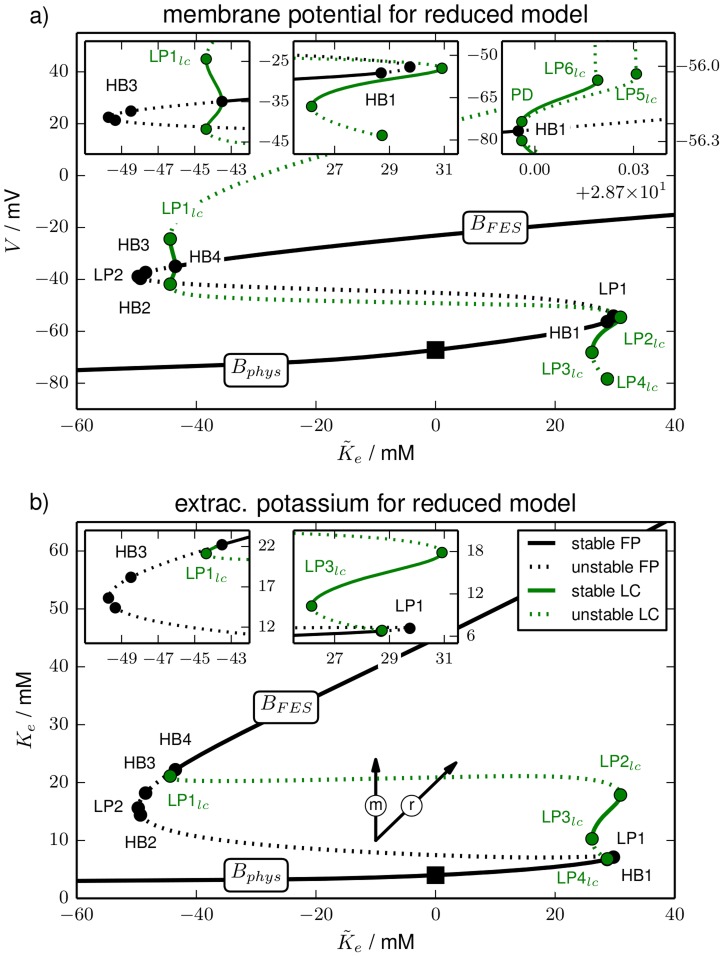 a) membrane potential for reduced model
LP1lc
HB3
−49 −47 −45 −43
−25
−35
−45
HB1
27 29 31
−50
−65
−80
LP6lc
PD
LP5lc
HB1
0.00 0.03
+2.87×10¹
−56.0
−56.3
40
20
0
−20
−40
−60
−80
V / mV
LP1lc
HB3
HB4
LP2
HB2
B_FES
LP1
HB1
LP2lc
LP3lc
LP4lc
B_phys
−60 −40 −20 0 20 40
K̃e / mM
b) extrac. potassium for reduced model
HB3
LP1lc
22
17
12
−49 −47 −45 −43
LP3lc
LP1
18
12
6
27 29 31
stable FP
unstable FP
stable LC
unstable LC
60
50
40
30
20
10
0
Ke / mM
B_FES
HB4
HB3
LP2
LP1lc
HB2
m r
LP2lc
LP3lc
LP1
LP4lc
HB1
B_phys
−60 −40 −20 0 20 40
K̃e / mM